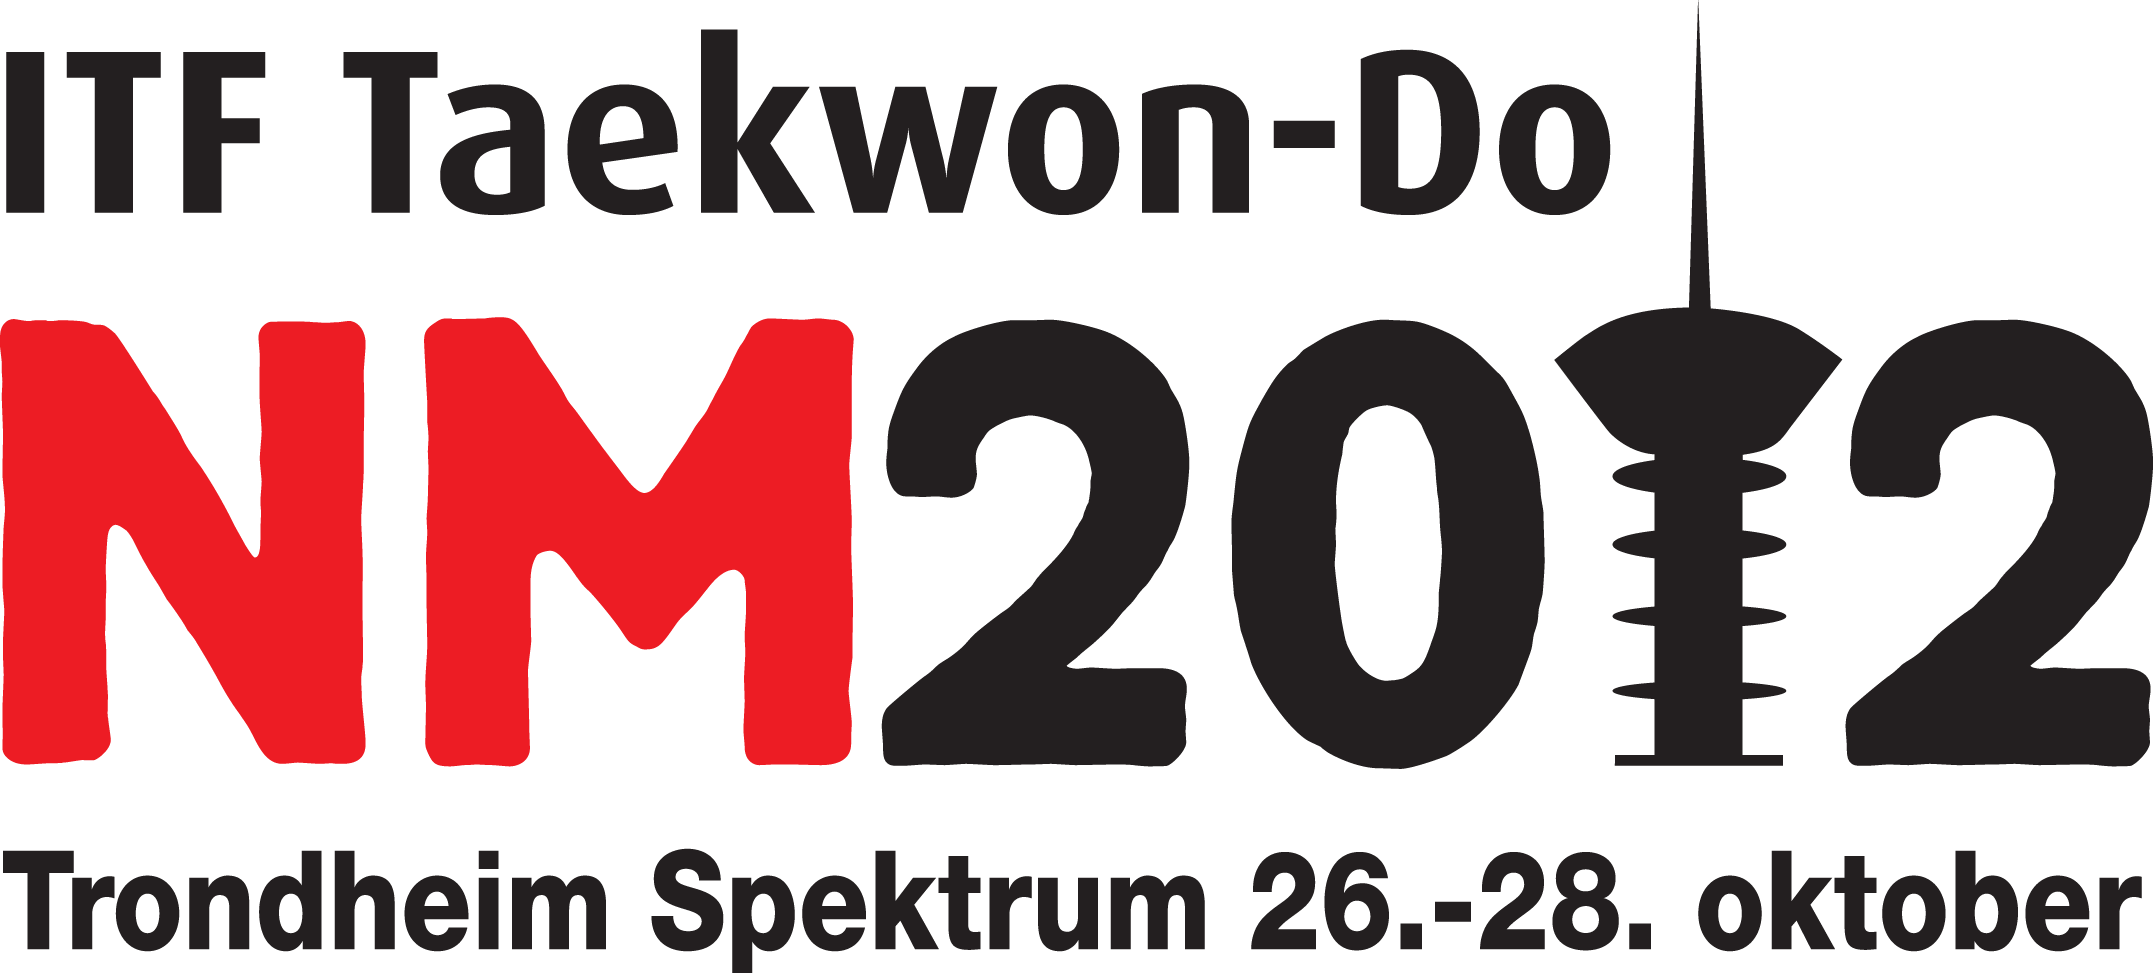 ITF Taekwon-Do
NM2012
Trondheim Spektrum 26.-28. oktober